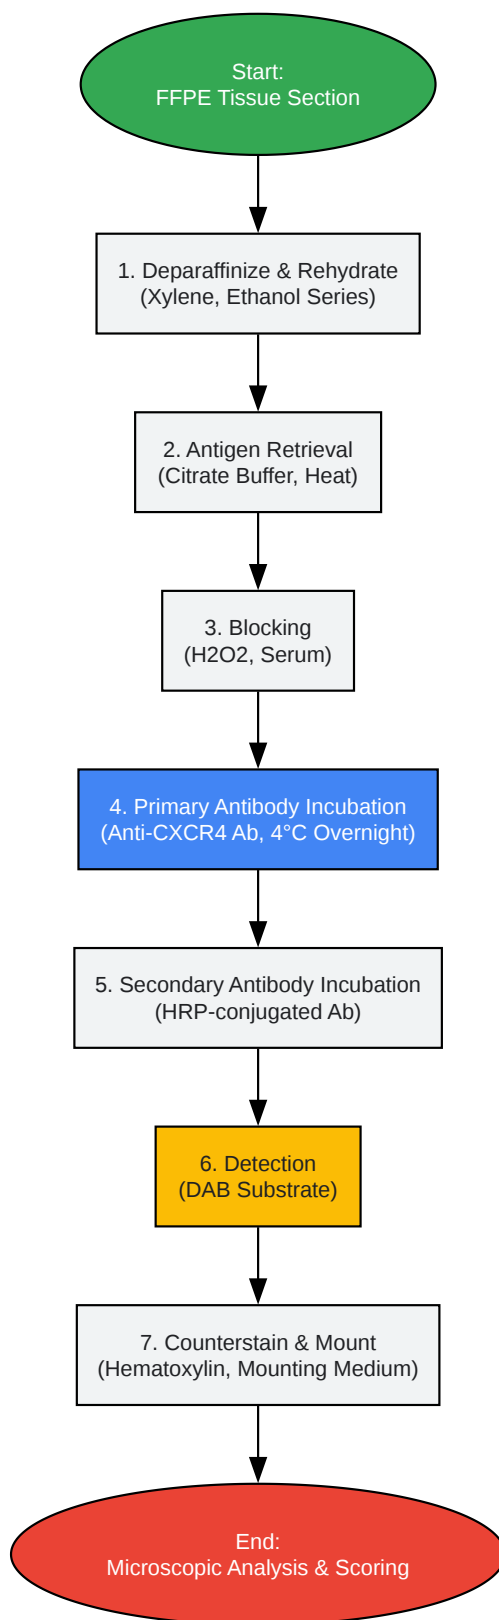 Start:
FFPE Tissue Section
1. Deparaffinize & Rehydrate
(Xylene, Ethanol Series)
2. Antigen Retrieval
(Citrate Buffer, Heat)
3. Blocking
(H2O2, Serum)
4. Primary Antibody Incubation
(Anti-CXCR4 Ab, 4°C Overnight)
5. Secondary Antibody Incubation
(HRP-conjugated Ab)
6. Detection
(DAB Substrate)
7. Counterstain & Mount
(Hematoxylin, Mounting Medium)
End:
Microscopic Analysis & Scoring